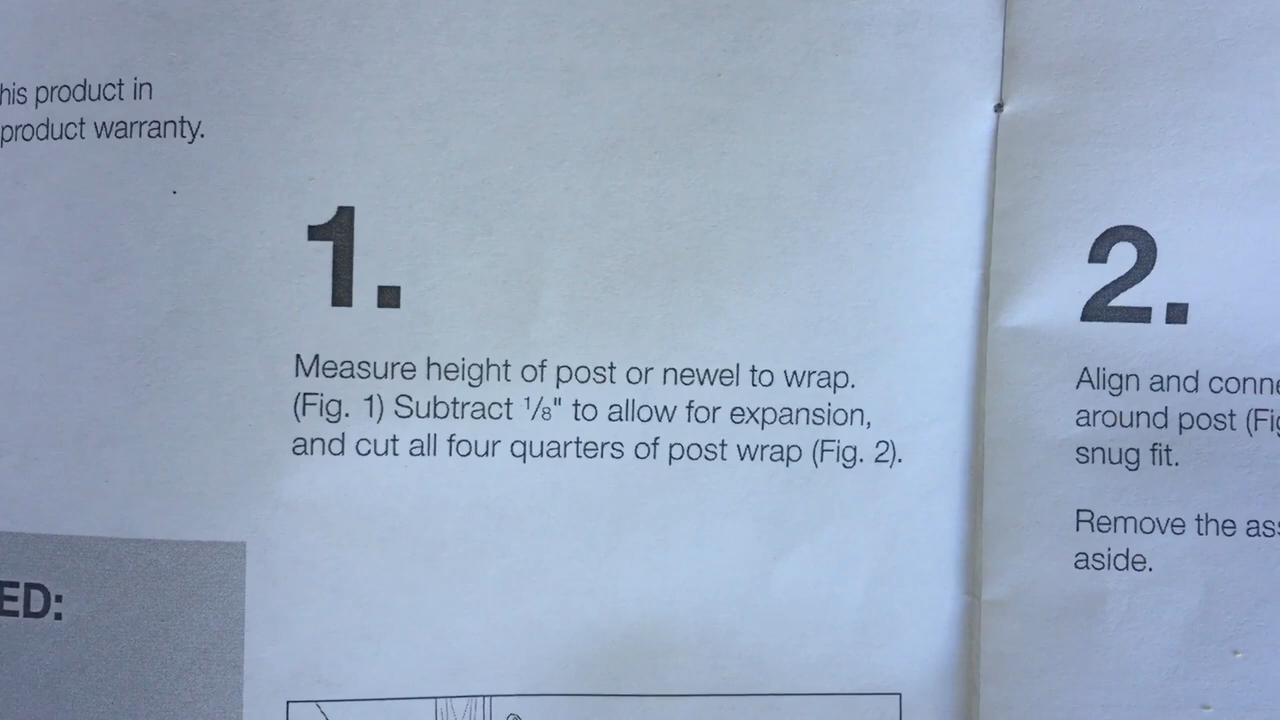 his product in
product warranty.
1.
Measure height of post or newel to wrap.
(Fig. 1) Subtract 1/8" to allow for expansion,
and cut all four quarters of post wrap (Fig. 2).
ED:
2.
Align and conne
around post (Fig
snug fit.
Remove the ass
aside.